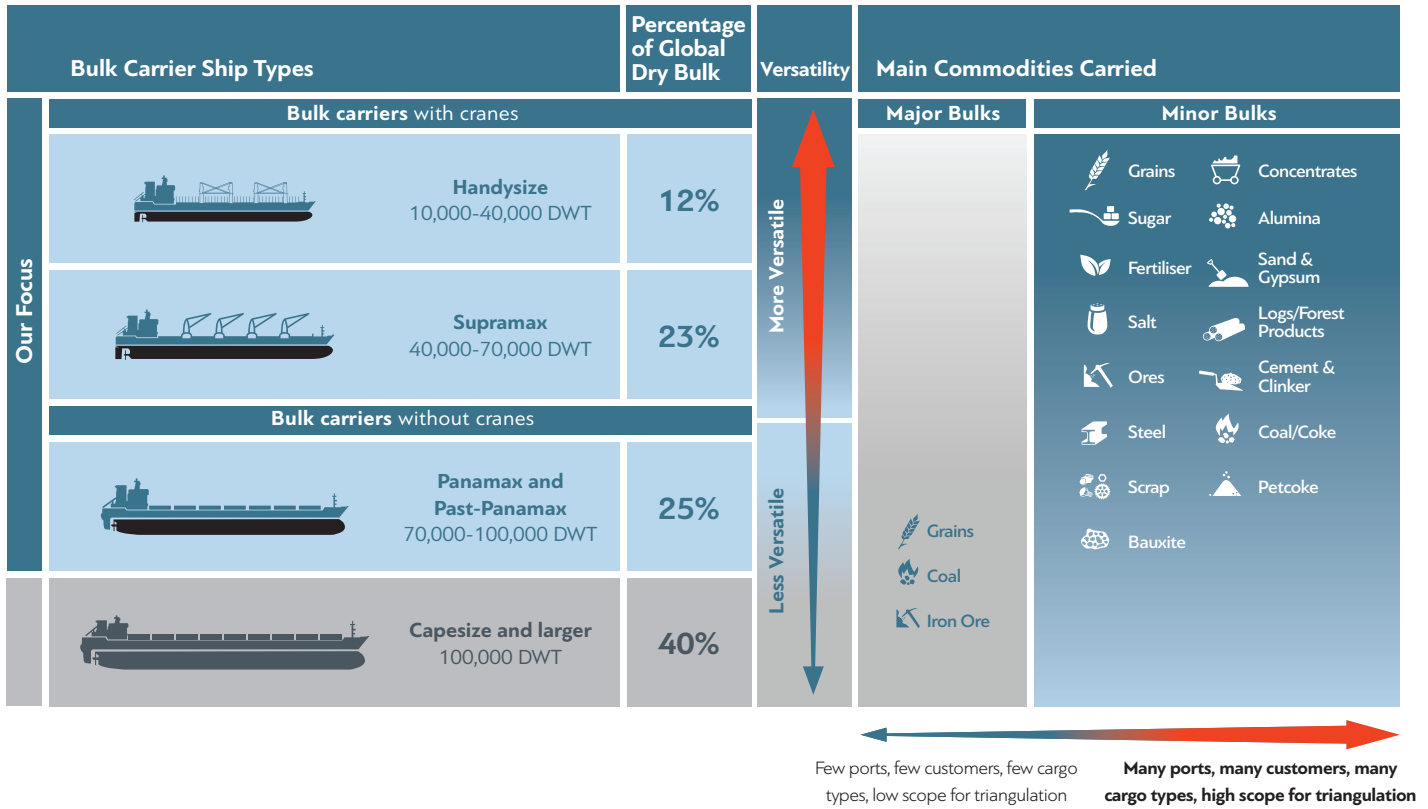 Bulk Carrier Ship Types
Percentage
of Global
Dry Bulk
Versatility
Main Commodities Carried
Our Focus
Bulk carriers with cranes
Handysize
10,000-40,000 DWT
12%
Supramax
40,000-70,000 DWT
23%
Bulk carriers without cranes
Panamax and
Past-Panamax
70,000-100,000 DWT
25%
Capesize and larger
100,000 DWT
40%
More Versatile
Less Versatile
Major Bulks
Grains
Coal
Iron Ore
Minor Bulks
Grains
Sugar
Fertiliser
Salt
Ores
Steel
Scrap
Bauxite
Concentrates
Alumina
Sand &
Gypsum
Logs/Forest
Products
Cement &
Clinker
Coal/Coke
Petcoke
Few ports, few customers, few cargo
types, low scope for triangulation
Many ports, many customers, many
cargo types, high scope for triangulation